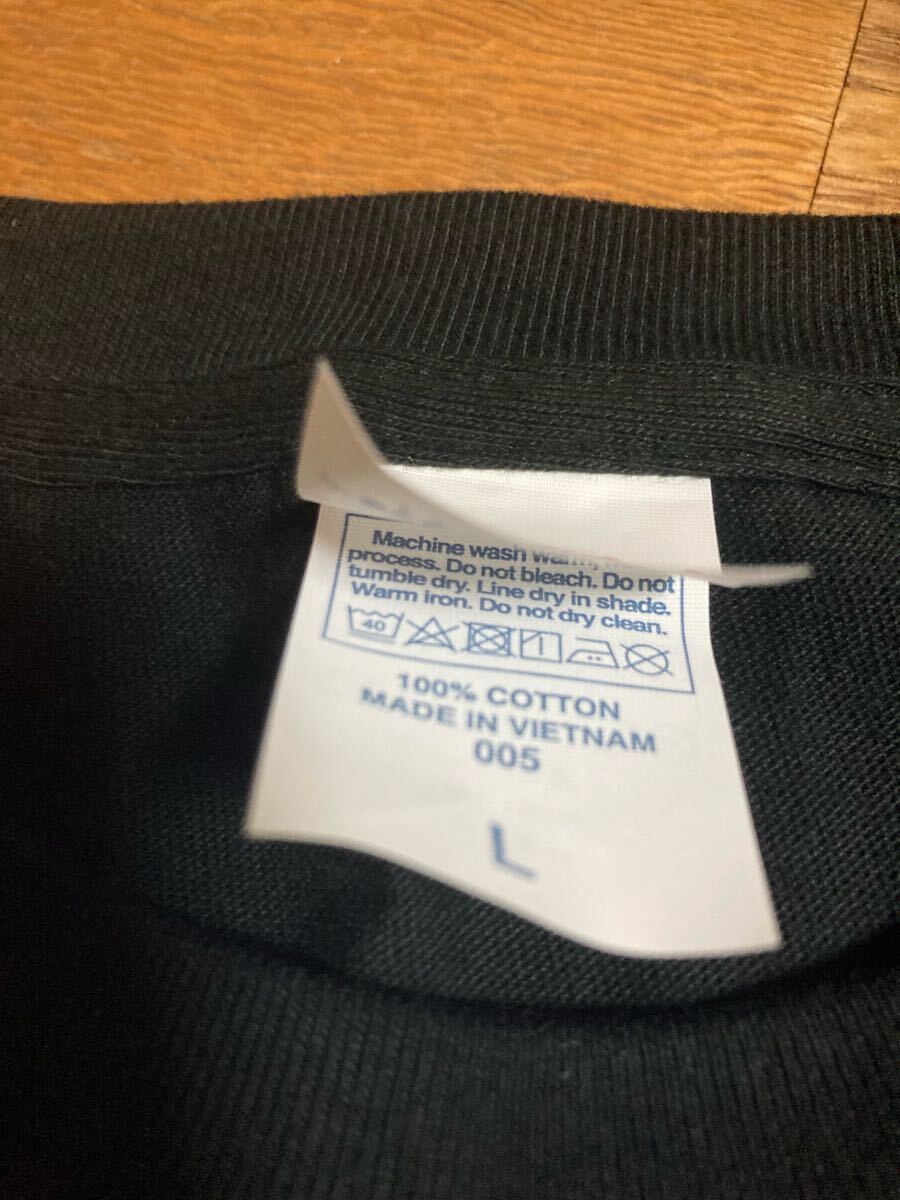 Machine wash warm,
process. Do not bleach. Do not
tumble dry. Line dry in shade.
Warm iron. Do not dry clean.
40
100% COTTON
MADE IN VIETNAM
005
L